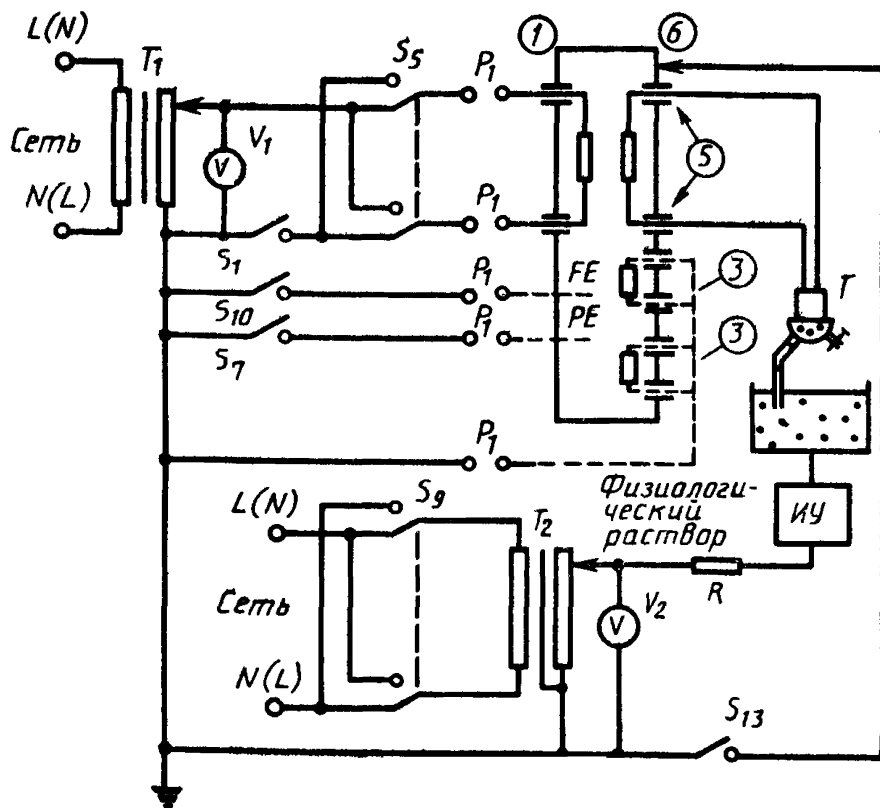 L(N)
T₁
Сеть
N(L)
V₁
V
S₅
P₁
P₁
S₁
S₁₀
P₁
FE
S₇
P₁
PE
P₁
1
6
5
3
3
T
Физиологи-
ческий
раствор
ИУ
L(N)
S₉
T₂
Сеть
N(L)
V
V₂
R
S₁₃